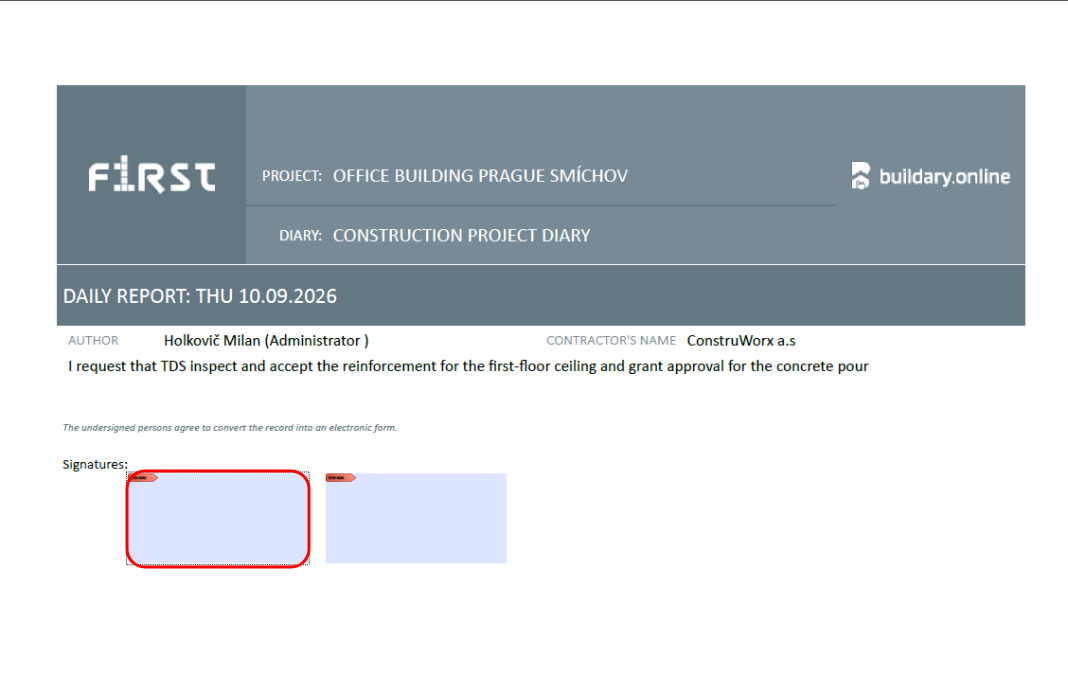 FiRST
PROJECT: OFFICE BUILDING PRAGUE SMÍCHOV
buildary.online
DIARY: CONSTRUCTION PROJECT DIARY
DAILY REPORT: THU 10.09.2026
AUTHOR Holkovič Milan (Administrator ) CONTRACTOR'S NAME ConstruWorx a.s
I request that TDS inspect and accept the reinforcement for the first-floor ceiling and grant approval for the concrete pour
The undersigned persons agree to convert the record into an electronic form.
Signatures: